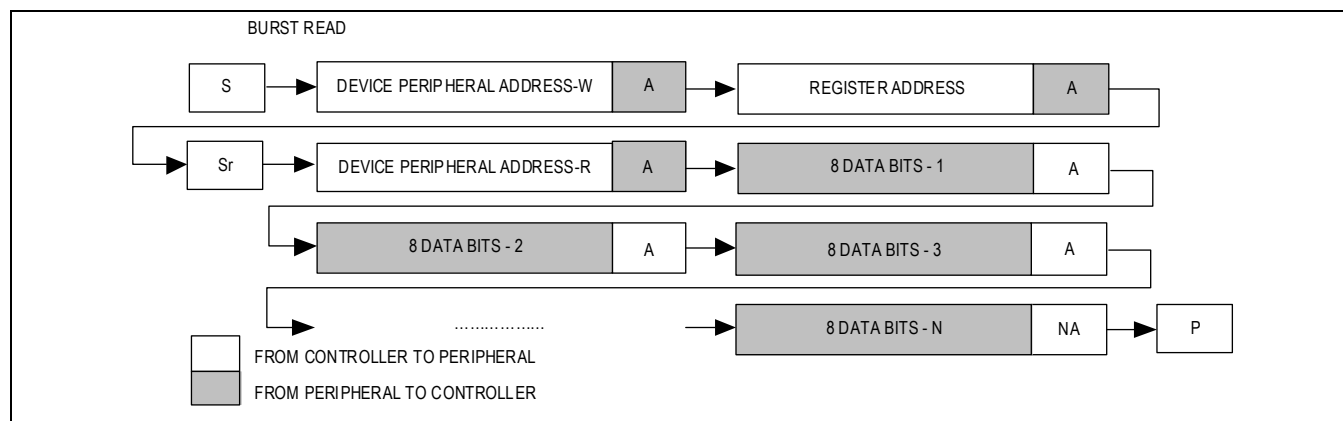 BURST READ
S DEVICE PERIPHERAL ADDRESS-W A REGISTER ADDRESS A
Sr DEVICE PERIPHERAL ADDRESS-R A 8 DATA BITS - 1 A
8 DATA BITS - 2 A 8 DATA BITS - 3 A
.................. 8 DATA BITS - N NA P
FROM CONTROLLER TO PERIPHERAL
FROM PERIPHERAL TO CONTROLLER